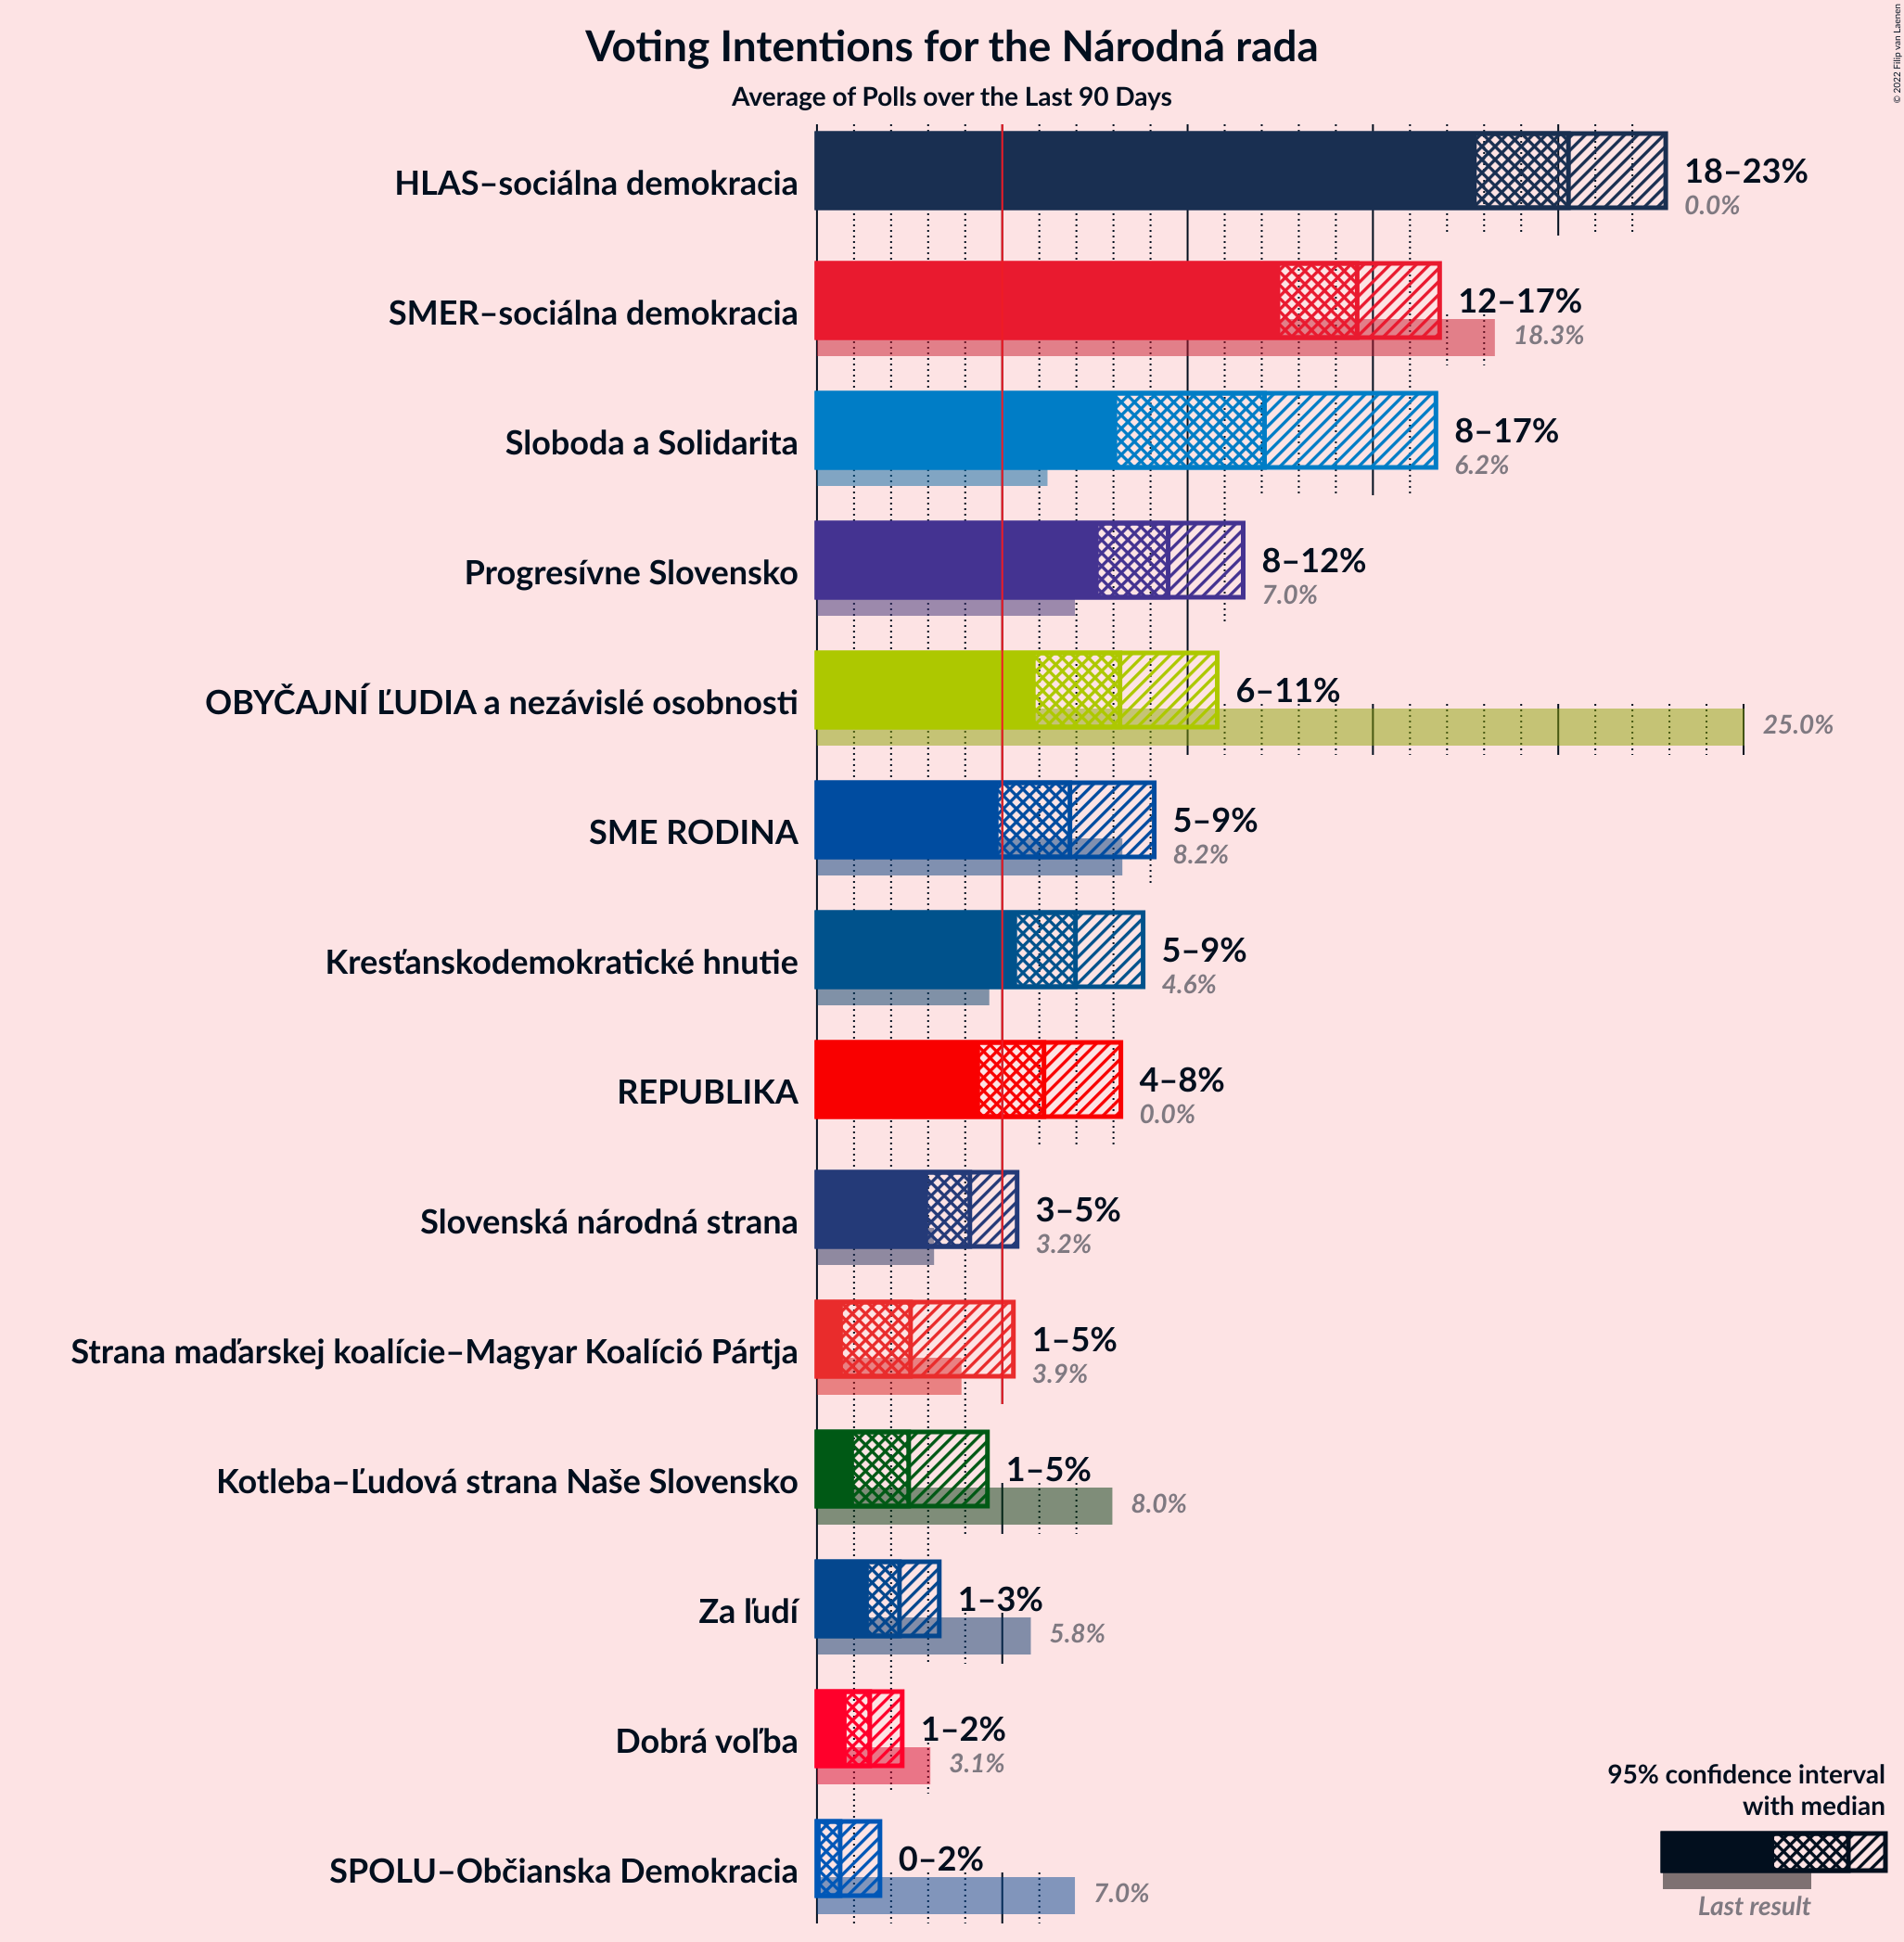 Voting Intentions for the Národná rada
Average of Polls over the Last 90 Days
© 2022 Filip van Laenen
HLAS–sociálna demokracia
18–23%
0.0%
SMER–sociálna demokracia
12–17%
18.3%
Sloboda a Solidarita
8–17%
6.2%
Progresívne Slovensko
8–12%
7.0%
OBYČAJNÍ ĽUDIA a nezávislé osobnosti
6–11%
25.0%
SME RODINA
5–9%
8.2%
Kresťanskodemokratické hnutie
5–9%
4.6%
REPUBLIKA
4–8%
0.0%
Slovenská národná strana
3–5%
3.2%
Strana maďarskej koalície–Magyar Koalíció Pártja
1–5%
3.9%
Kotleba–Ľudová strana Naše Slovensko
1–5%
8.0%
Za ľudí
1–3%
5.8%
Dobrá voľba
1–2%
3.1%
SPOLU–Občianska Demokracia
0–2%
7.0%
95% confidence interval
with median
Last result